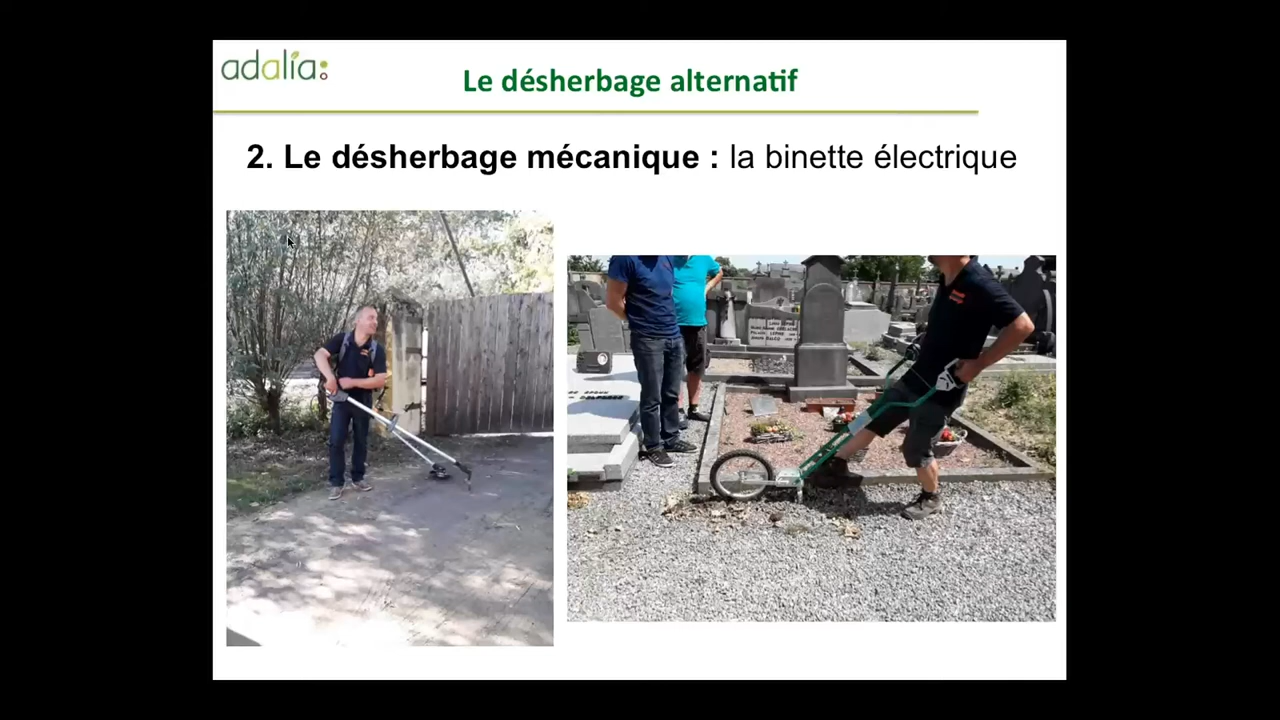 adalia
Le désherbage alternatif
2. Le désherbage mécanique : la binette électrique